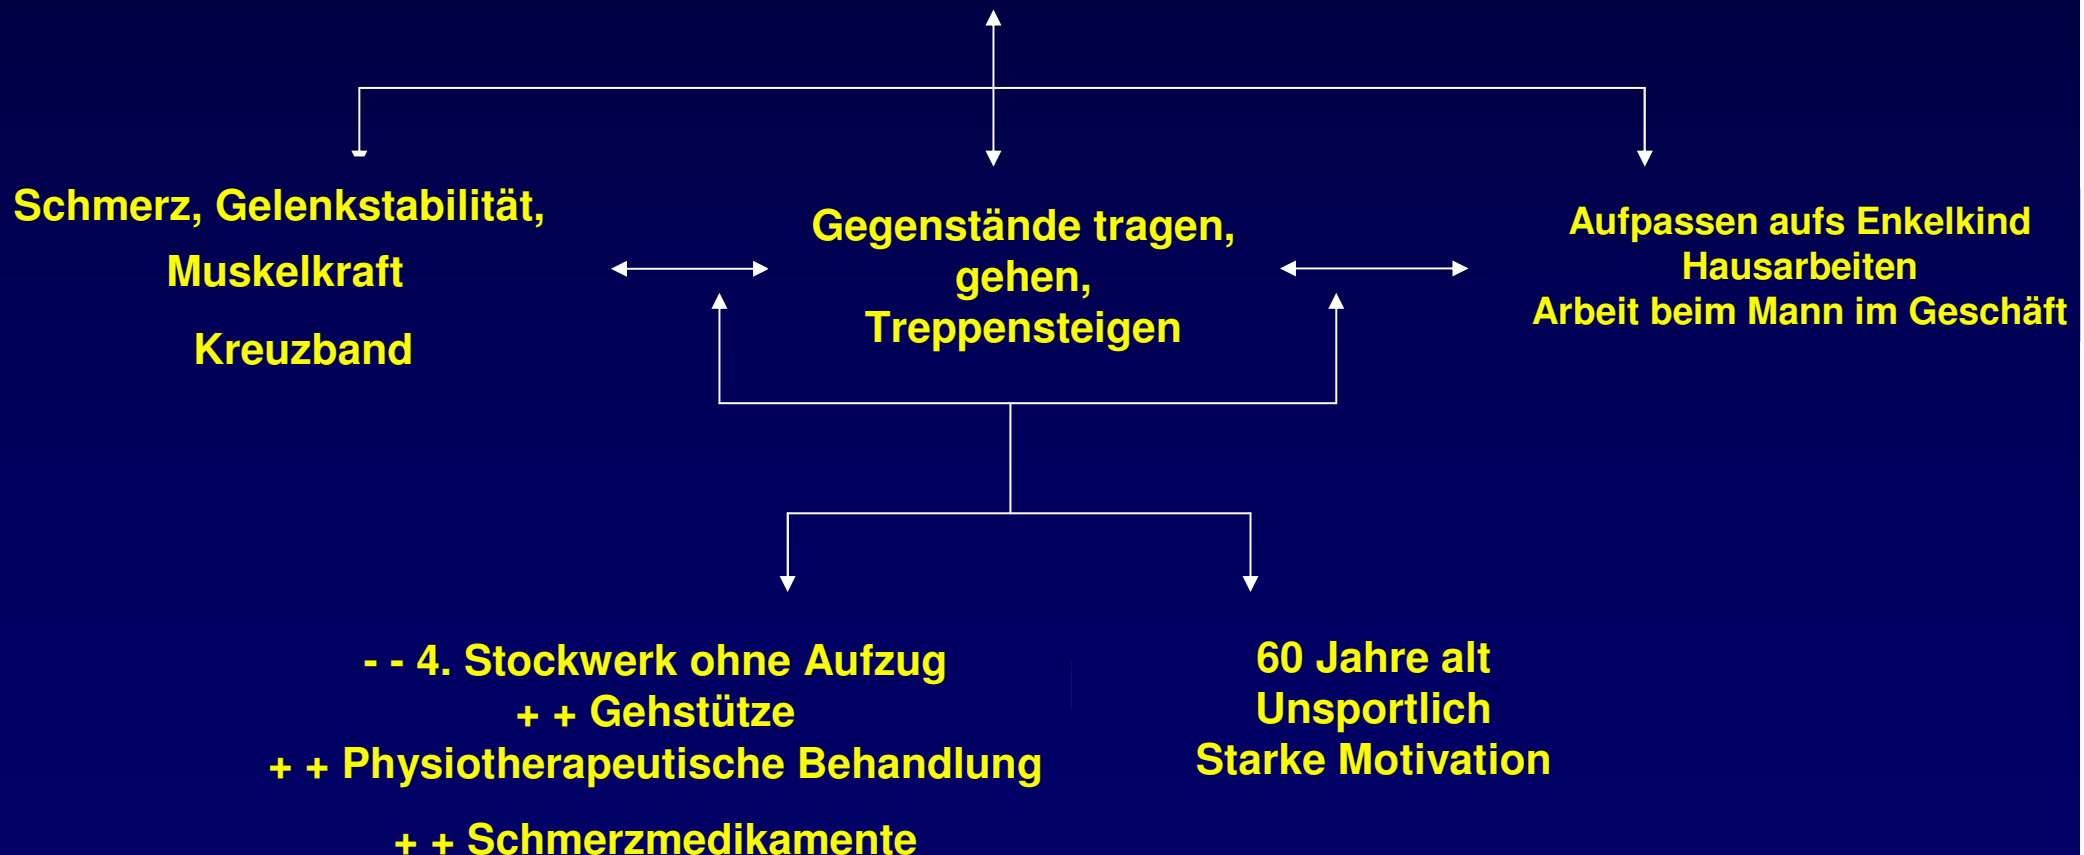 Schmerz, Gelenkstabilität,
Muskelkraft
Kreuzband
Gegenstände tragen,
gehen,
Treppensteigen
Aufpassen aufs Enkelkind
Hausarbeiten
Arbeit beim Mann im Geschäft
- - 4. Stockwerk ohne Aufzug
+ + Gehstütze
+ + Physiotherapeutische Behandlung
+ + Schmerzmedikamente
60 Jahre alt
Unsportlich
Starke Motivation